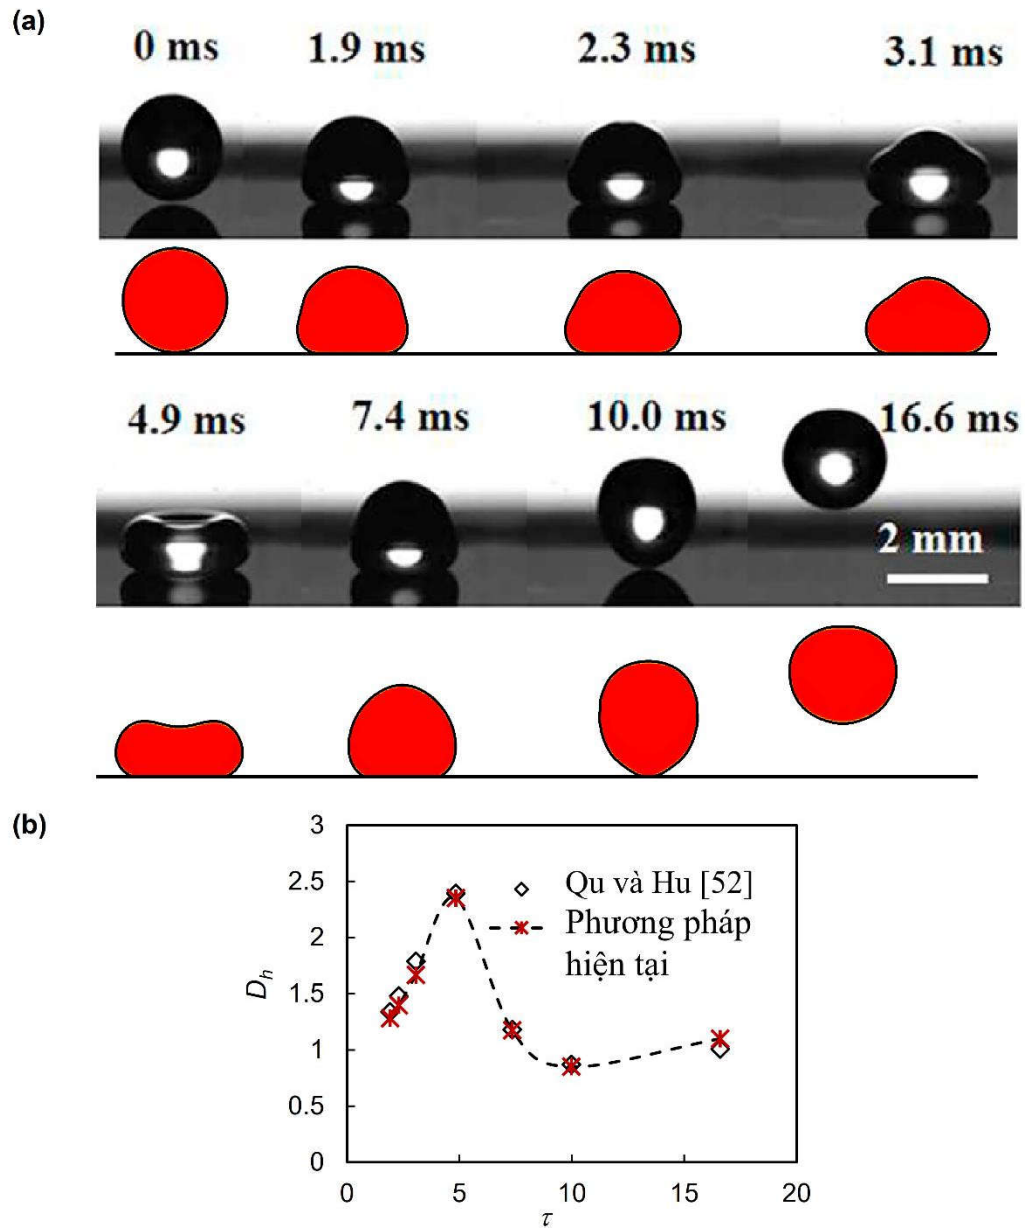 (a)
0 ms
1.9 ms
2.3 ms
3.1 ms
4.9 ms
7.4 ms
10.0 ms
16.6 ms
2 mm
(b)
3
2.5
2
1.5
1
0.5
0
D_h
Qu và Hu [52]
Phương pháp
hiện tại
0 5 10 15 20
τ